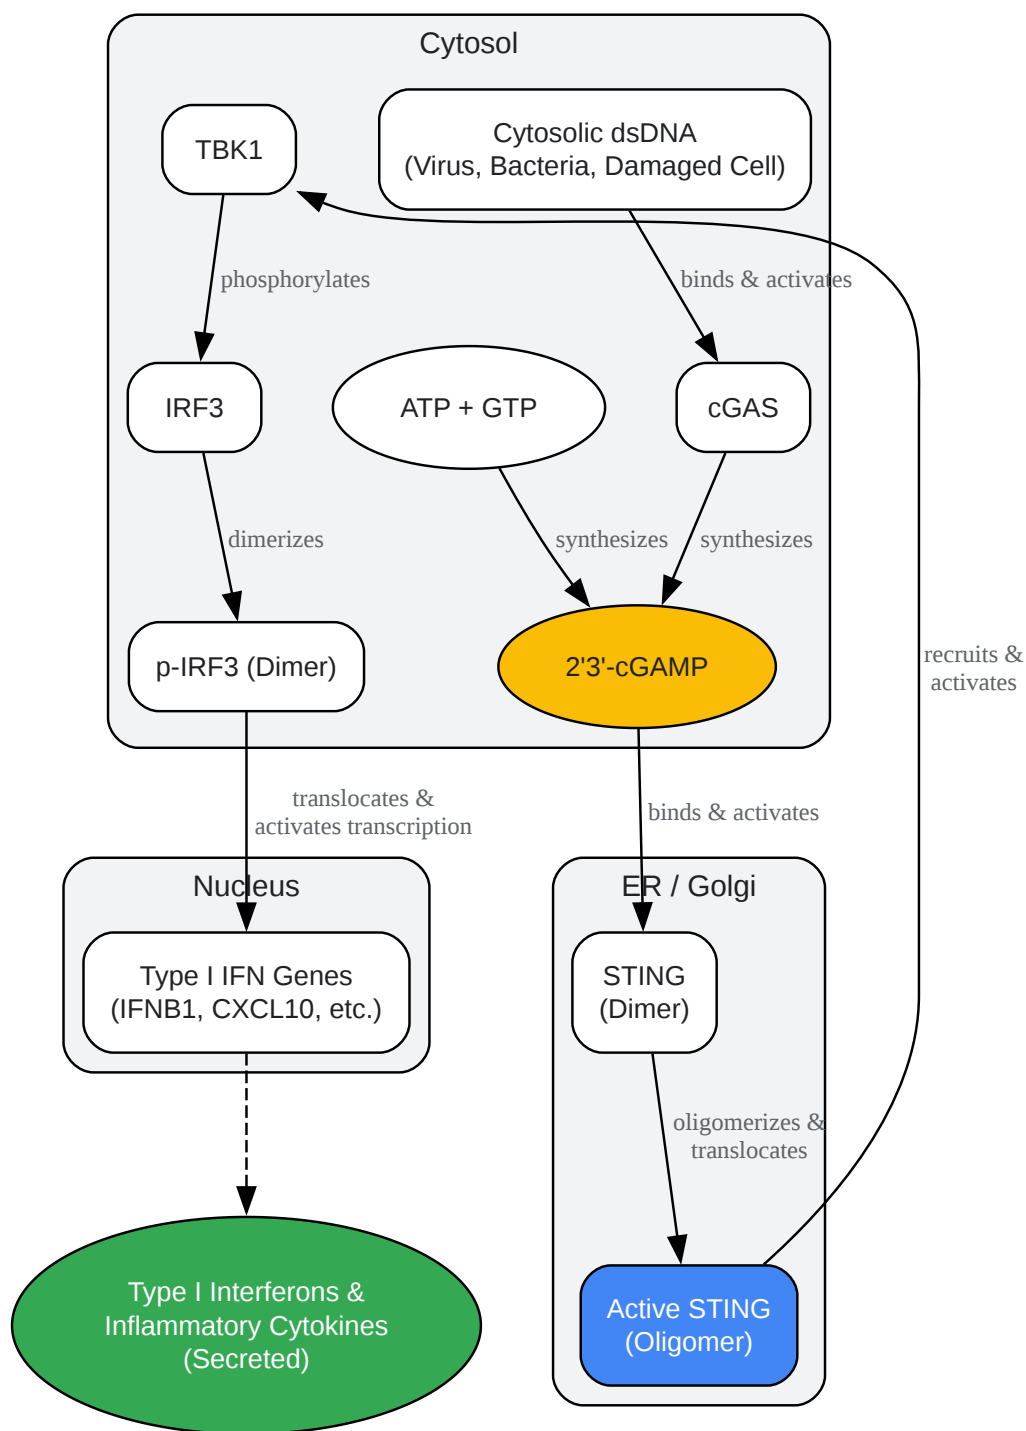 Cytosol
TBK1
Cytosolic dsDNA
(Virus, Bacteria, Damaged Cell)
phosphorylates
binds & activates
IRF3
ATP + GTP
cGAS
dimerizes
synthesizes
synthesizes
p-IRF3 (Dimer)
2'3'-cGAMP
recruits &
activates
translocates &
activates transcription
binds & activates
Nucleus
ER / Golgi
Type I IFN Genes
(IFNB1, CXCL10, etc.)
STING
(Dimer)
oligomerizes &
translocates
Type I Interferons &
Inflammatory Cytokines
(Secreted)
Active STING
(Oligomer)